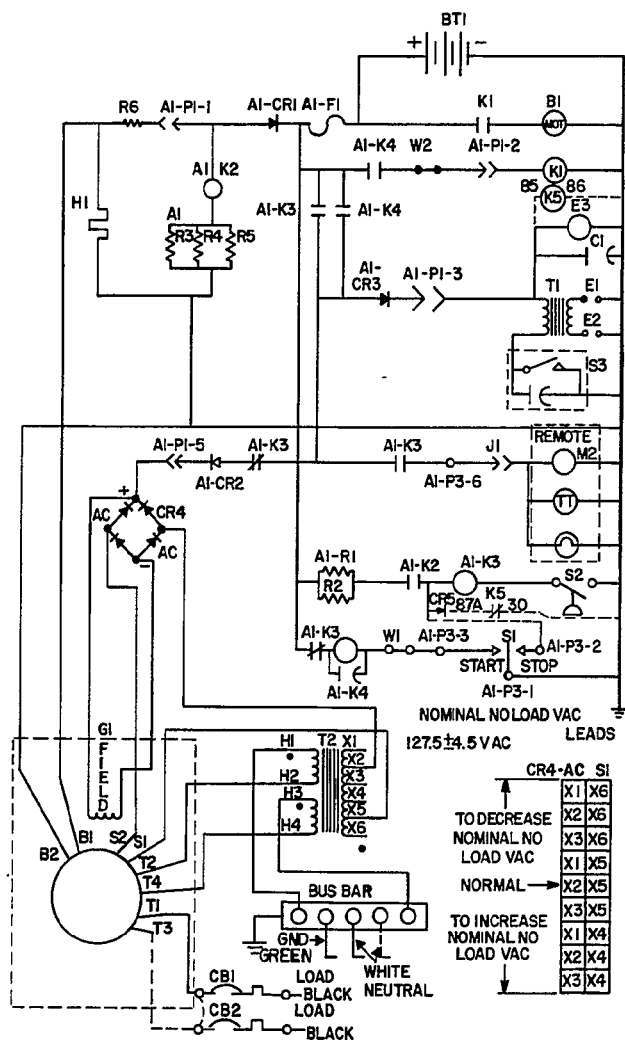 BT1
+ -
R6 A1-P1-1 A1-CR1 A1-F1 K1 B1
MOT
A1-K4 W2 A1-P1-2
K1
A1 K2
85 86
K5
H1
A1
R3 R4 R5
A1-K3 A1-K4
E3
C1
A1-
CR3
A1-P1-3
T1 E1
E2
S3
REMOTE
A1-P1-5 A1-K3 A1-K3 J1 M2
A1-CR2 A1-P3-6
+
AC CR4
TT
AC
-
A1-R1 A1-K2 A1-K3 S2
R2
CR5 87A K5 30
A1-K3 W1 A1-P3-3 S1 A1-P3-2
START STOP
A1-K4 A1-P3-1
G1
FIELD
NOMINAL NO LOAD VAC LEADS
127.5±4.5 VAC
H1 T2 X1
X2
H2 X3
H3 X4
X5
H4 X6
CR4-AC S1
X1 X6
X2 X6
X3 X6
X1 X5
X2 X5
X3 X5
X1 X4
X2 X4
X3 X4
TO DECREASE
NOMINAL NO
LOAD VAC
NORMAL
TO INCREASE
NOMINAL NO
LOAD VAC
B2 B1 S2 S1
T2
T4
T1
T3
BUS BAR
GND
GREEN
WHITE
NEUTRAL
CB1 LOAD
BLACK
CB2 LOAD
BLACK